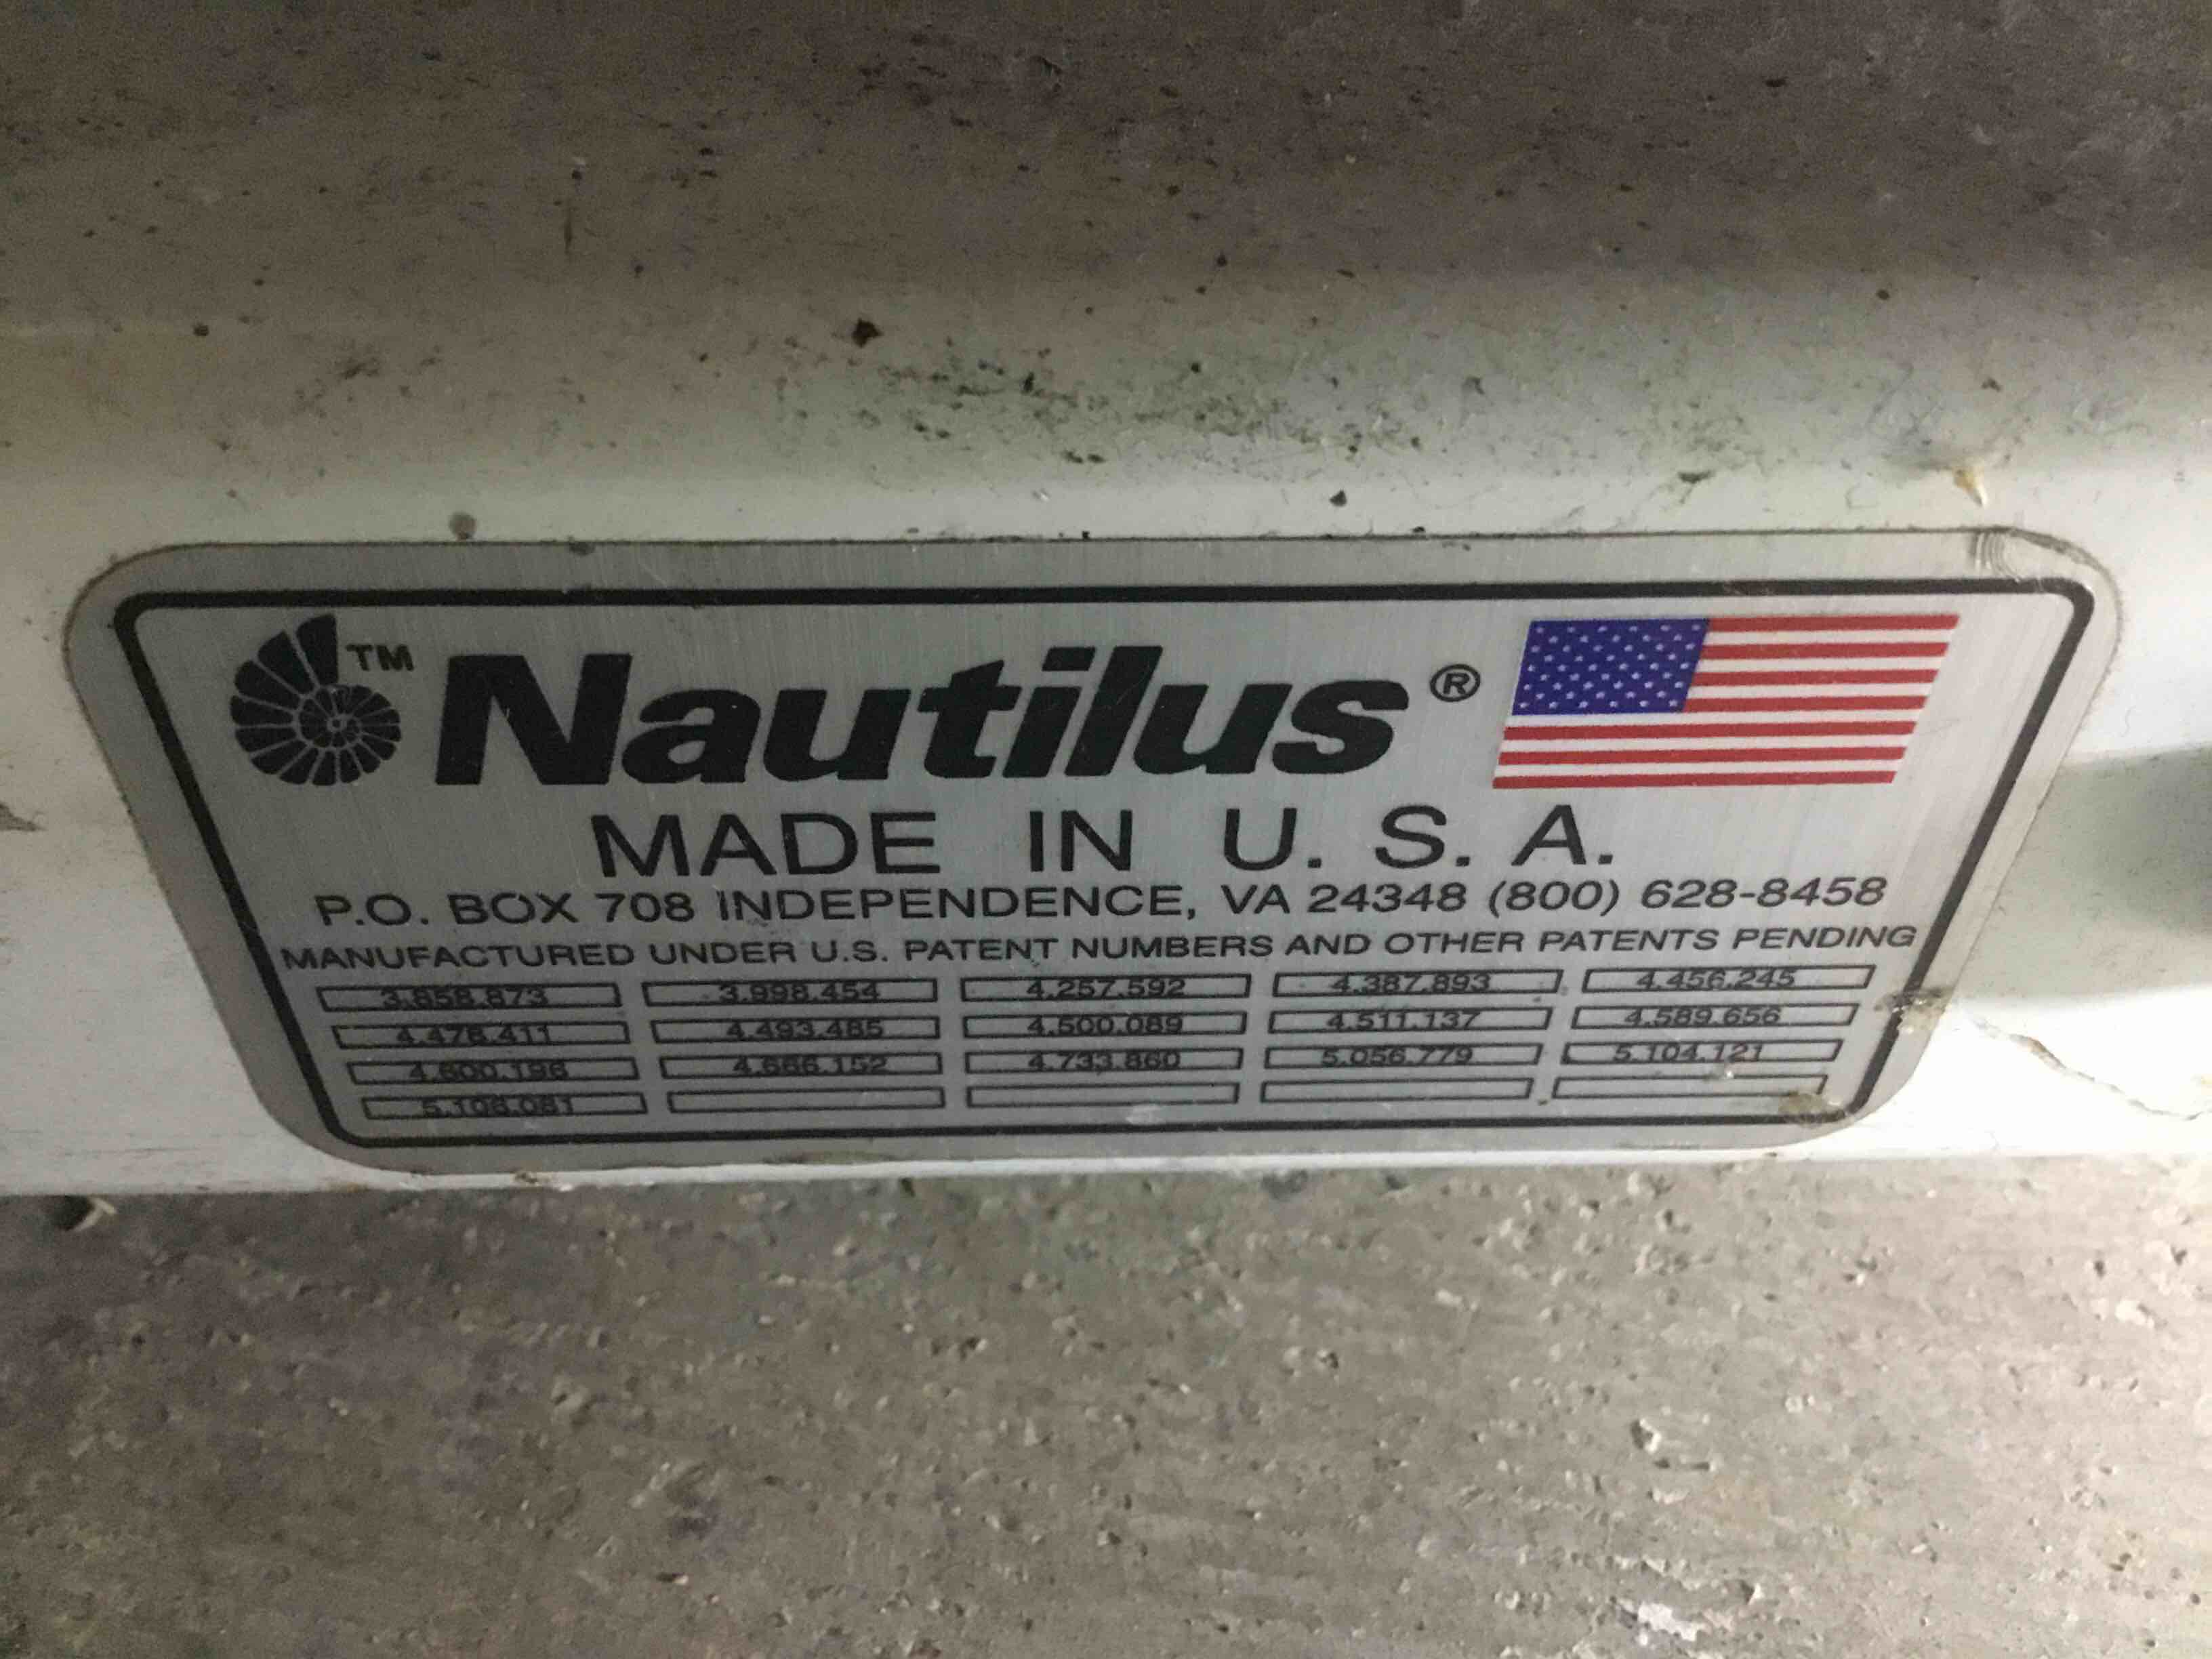 ™ Nautilus®
MADE IN U. S. A.
P.O. BOX 708 INDEPENDENCE, VA 24348 (800) 628-8458
MANUFACTURED UNDER U.S. PATENT NUMBERS AND OTHER PATENTS PENDING
3.858.873 3.998.454 4.257.592 4.387.893 4.456.245
4.478.411 4.493.485 4.500.089 4.511.137 4.589.656
4.600.196 4.666.152 4.733.860 5.056.779 5.104.121
5.106.081